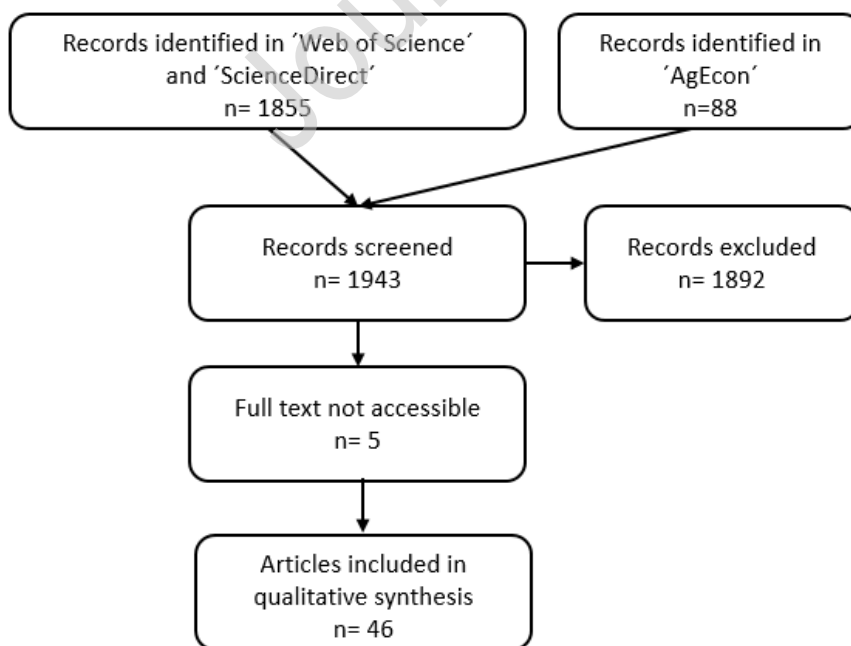 Jou
Records identified in ´Web of Science´
and ´ScienceDirect´
n= 1855
Records identified in
´AgEcon´
n=88
Records screened
n= 1943
Records excluded
n= 1892
Full text not accessible
n= 5
Articles included in
qualitative synthesis
n= 46